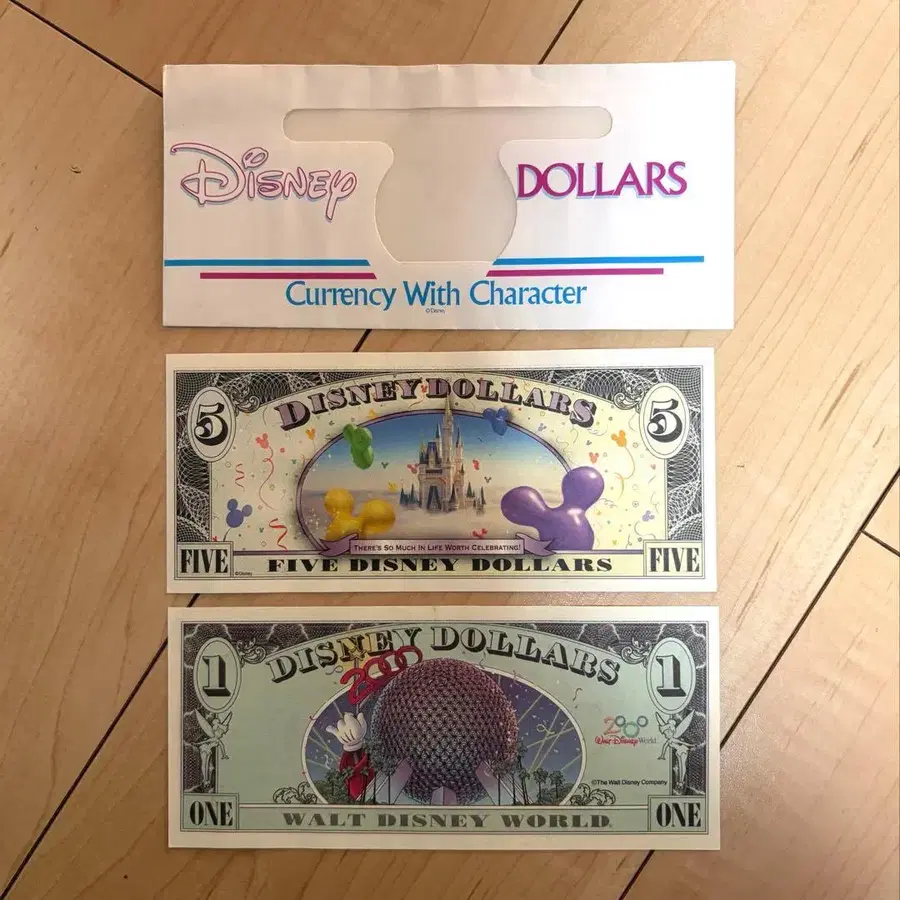 Disney DOLLARS
Currency With Character
©Disney
DISNEY DOLLARS
5 5
THERE'S SO MUCH IN LIFE WORTH CELEBRATING!
FIVE FIVE DISNEY DOLLARS FIVE
©Disney
DISNEY DOLLARS
1 1
2000
2000
Walt Disney World
©The Walt Disney Company
ONE WALT DISNEY WORLD ONE